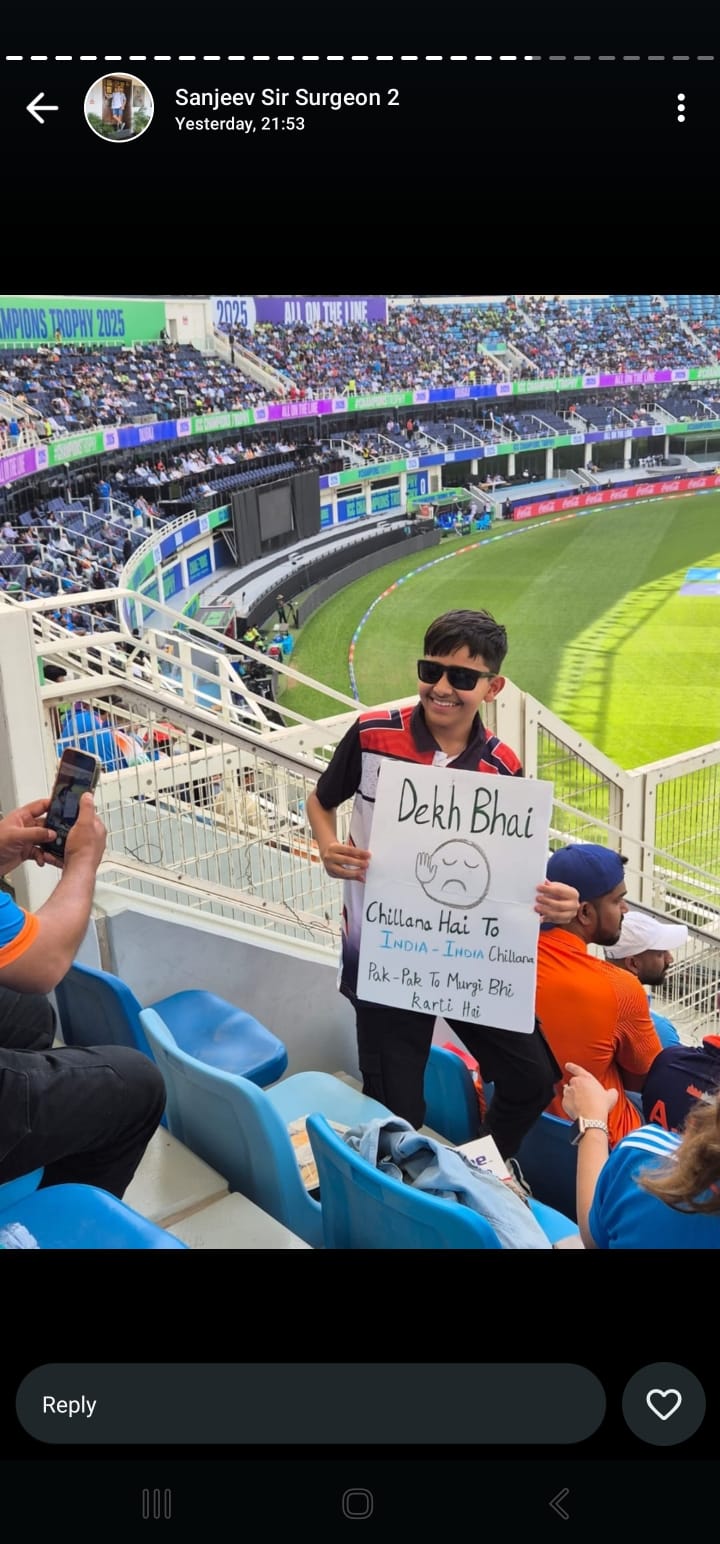 Sanjeev Sir Surgeon 2
Yesterday, 21:53
MPIONS TROPHY 2025
2025
ALL ON THE LINE
Dekh Bhai
Chillana Hai To
INDIA - INDIA Chillana
Pak-Pak To Murgi Bhi
Karti Hai
Reply